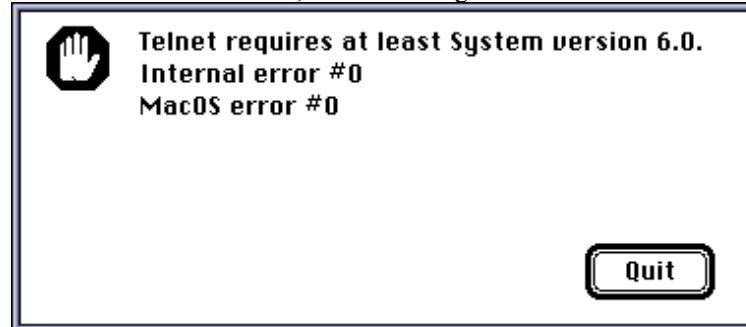 Telnet requires at least System version 6.0.
Internal error #0
MacOS error #0
Quit